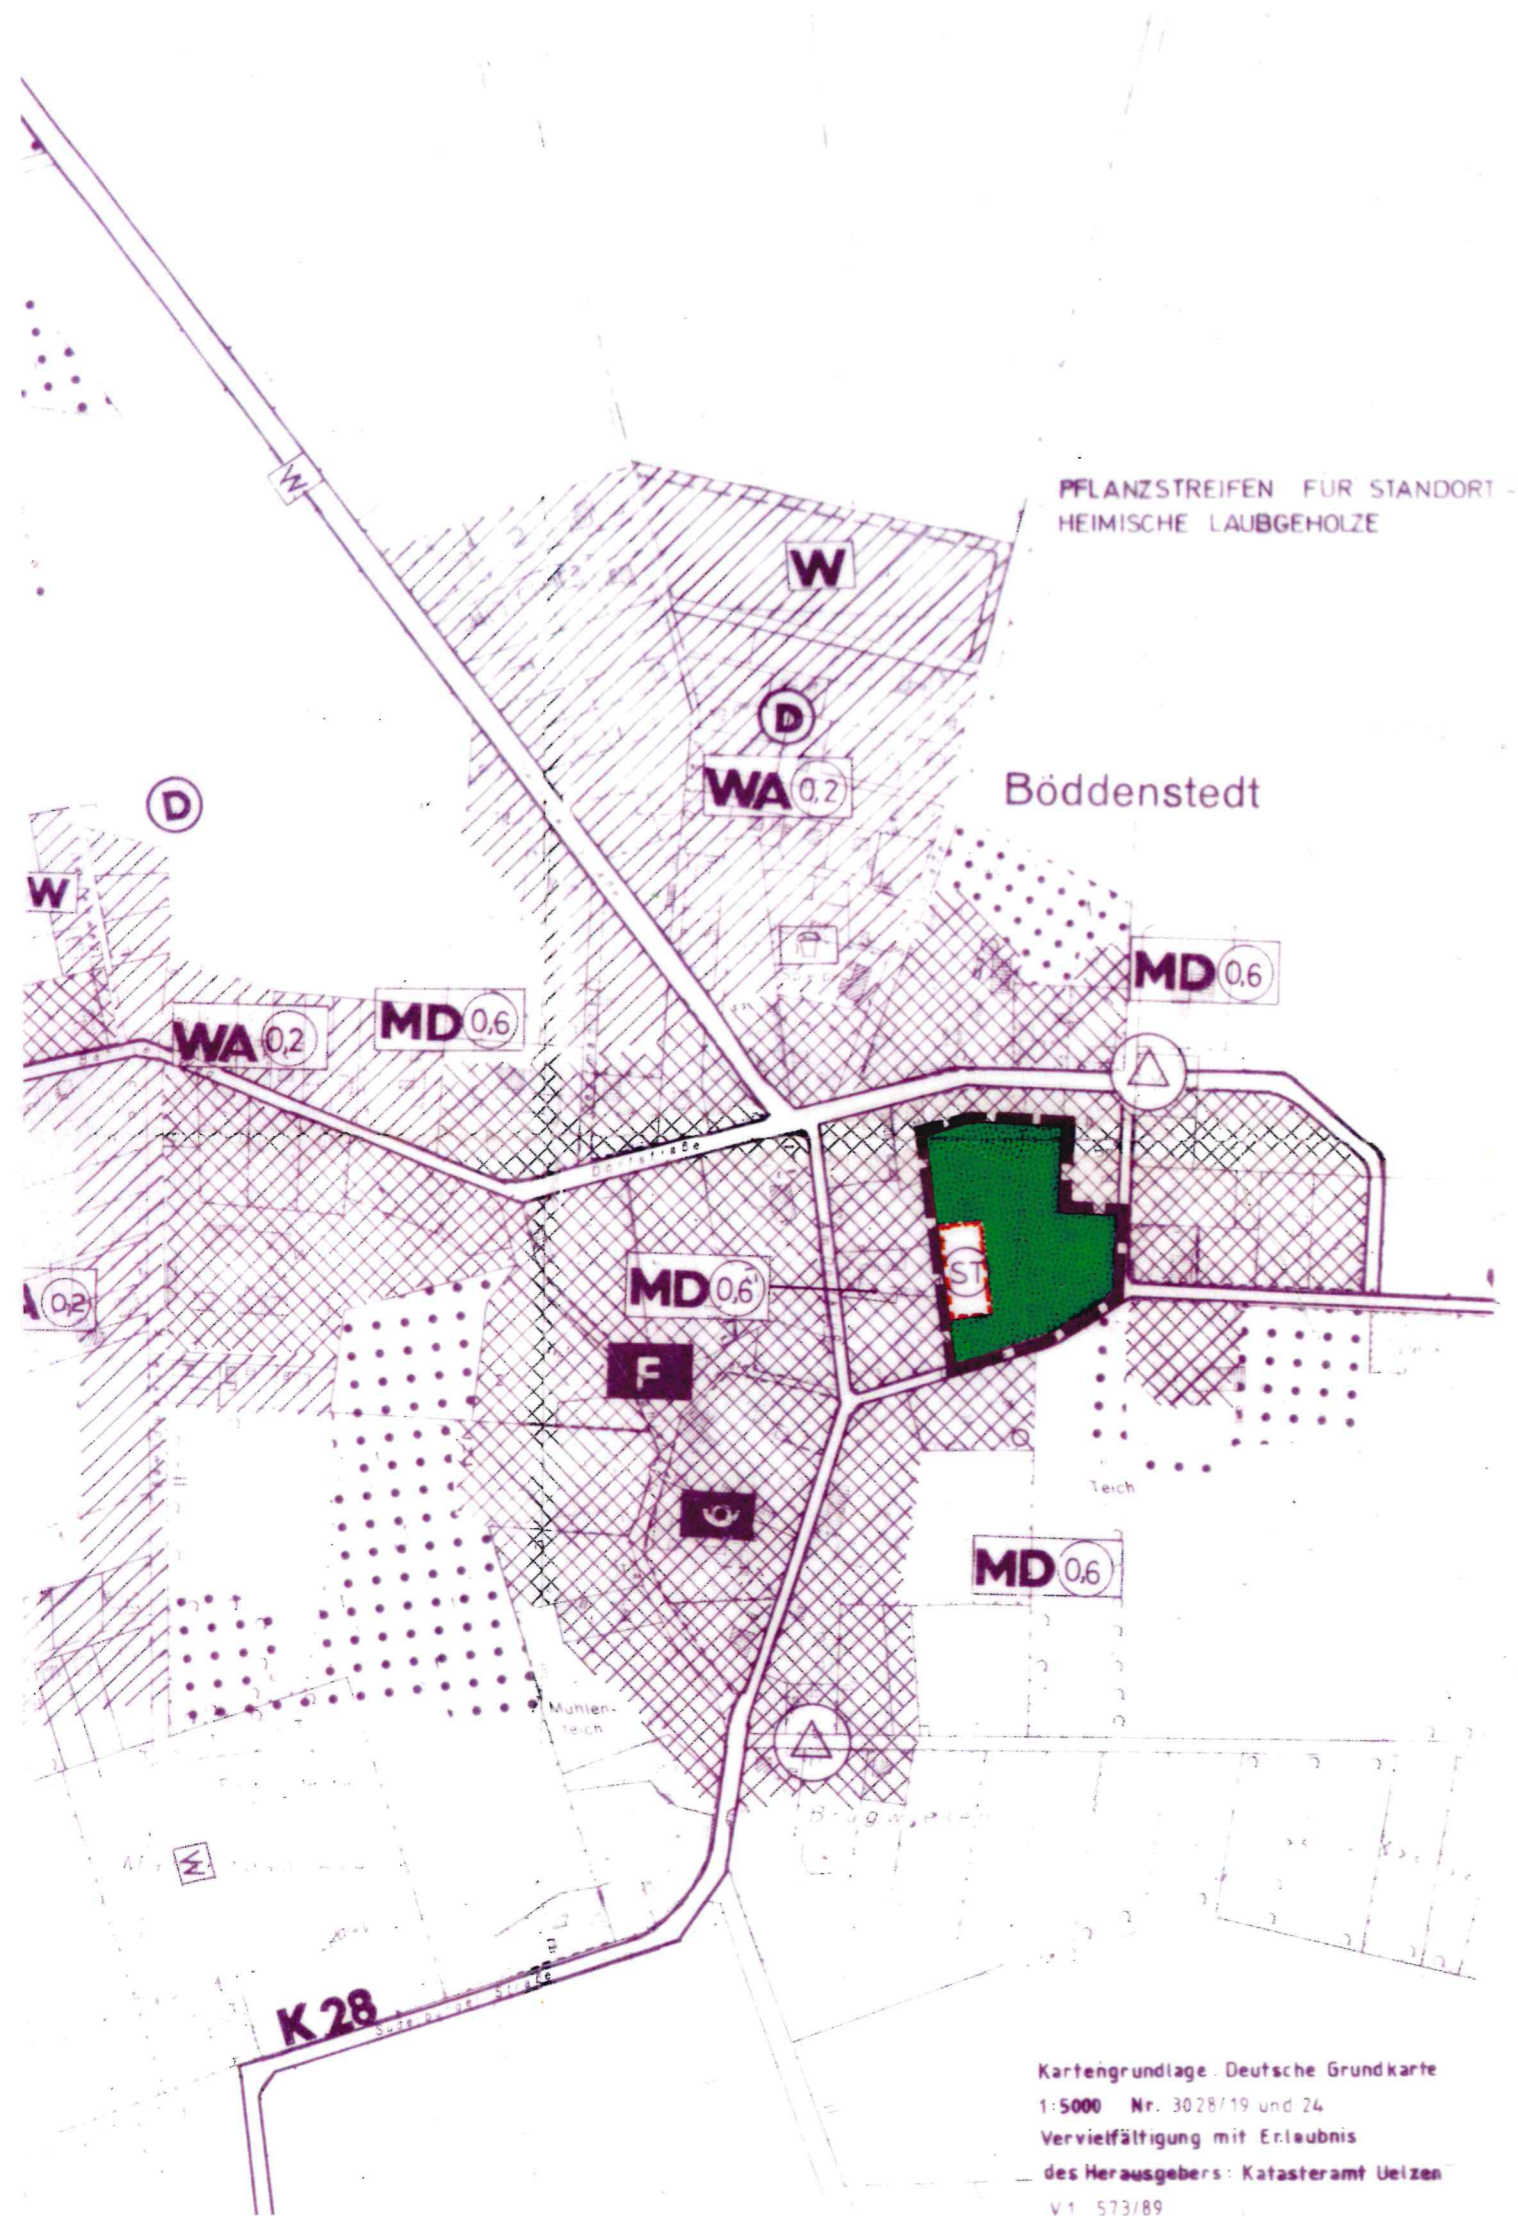 W
PFLANZSTREIFEN FÜR STANDORT-
HEIMISCHE LAUBGEHÖLZE
W
D
WA 0,2
Böddenstedt
D
W
MD 0,6
WA 0,2
MD 0,6
Dorfstraße
ST
MD 0,6
0,2
F
Teich
MD 0,6
Mühlen-
teich
W
K 28
Straße
Kartengrundlage: Deutsche Grundkarte
1:5000 Nr. 3028/19 und 24
Vervielfältigung mit Erlaubnis
des Herausgebers: Katasteramt Uelzen
V1 573/89